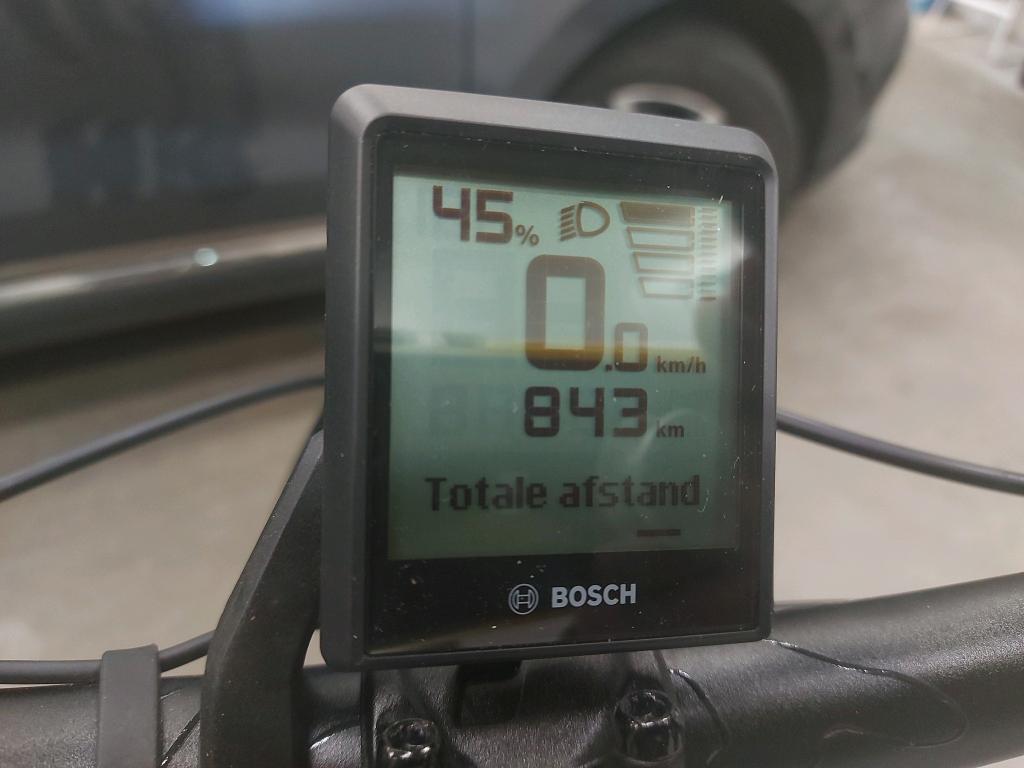 45%
0.0 km/h
843 km
Totale afstand
BOSCH